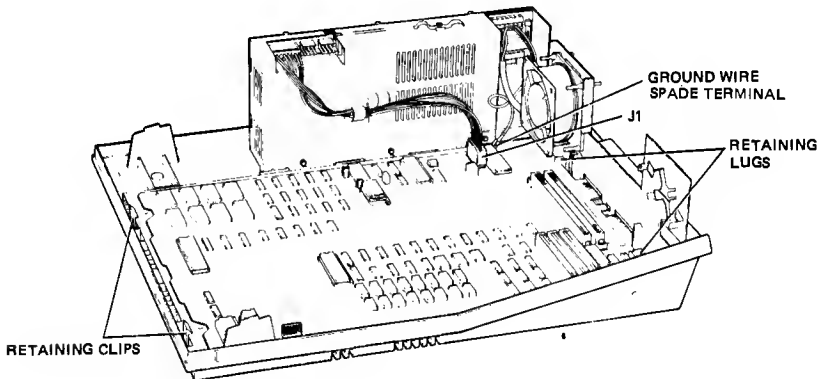 GROUND WIRE
SPADE TERMINAL
J1
RETAINING
LUGS
RETAINING CLIPS